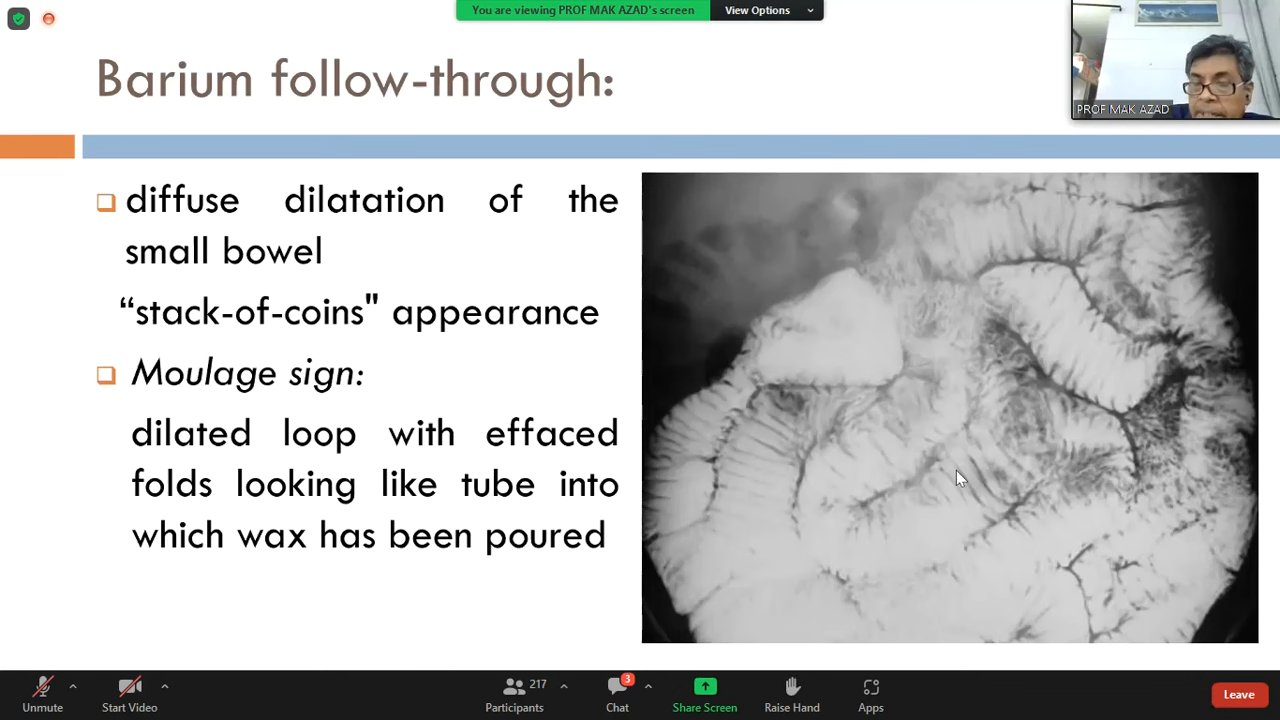 You are viewing PROF MAK AZAD's screen
View Options
PROF MAK AZAD
Barium follow-through:
diffuse dilatation of the
small bowel
“stack-of-coins" appearance
Moulage sign:
dilated loop with effaced
folds looking like tube into
which wax has been poured
Unmute
Start Video
217
Participants
3
Chat
Share Screen
Raise Hand
Apps
Leave